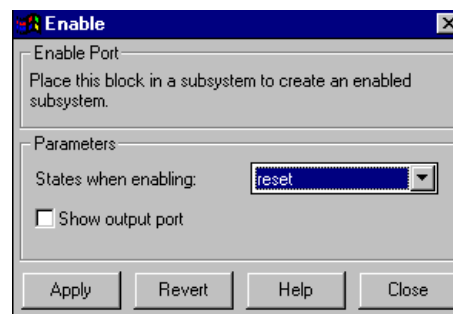 Enable
Enable Port
Place this block in a subsystem to create an enabled
subsystem.
Parameters
States when enabling: reset
Show output port
Apply Revert Help Close